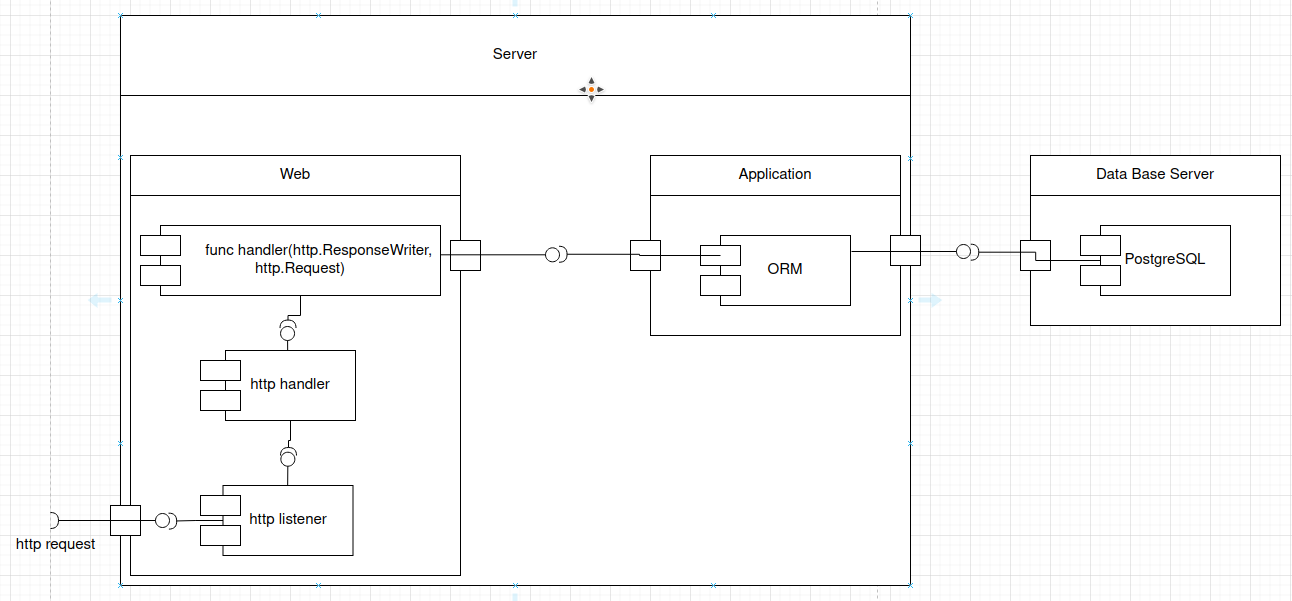 Server
Web
Application
Data Base Server
func handler(http.ResponseWriter,
http.Request)
ORM
PostgreSQL
http handler
http listener
http request